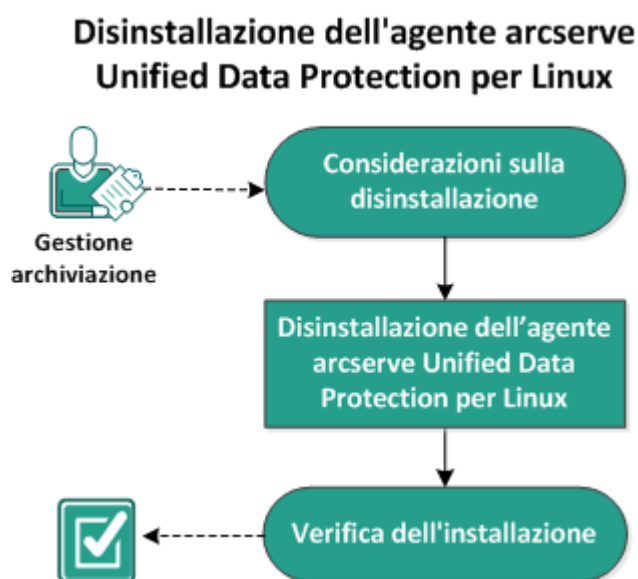 Disinstallazione dell'agente arcserve
Unified Data Protection per Linux
Considerazioni sulla
disinstallazione
Gestione
archiviazione
Disinstallazione dell’agente
arcserve Unified Data
Protection per Linux
Verifica dell'installazione